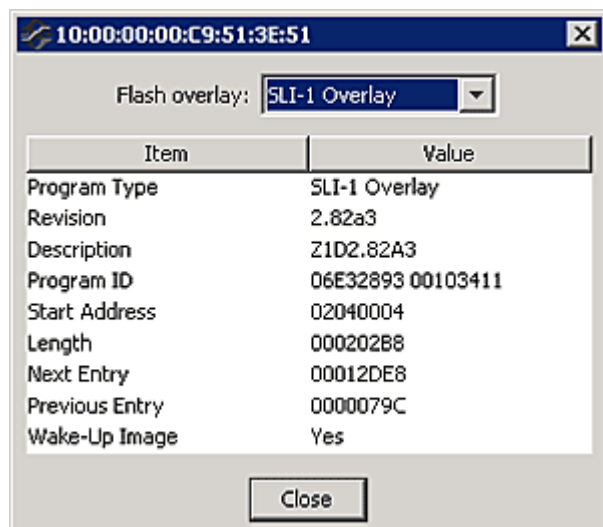 10:00:00:00:C9:51:3E:51
Flash overlay: SLI-1 Overlay
Item Value
Program Type SLI-1 Overlay
Revision 2.82a3
Description Z1D2.82A3
Program ID 06E32893 00103411
Start Address 02040004
Length 000202B8
Next Entry 00012DE8
Previous Entry 0000079C
Wake-Up Image Yes
Close